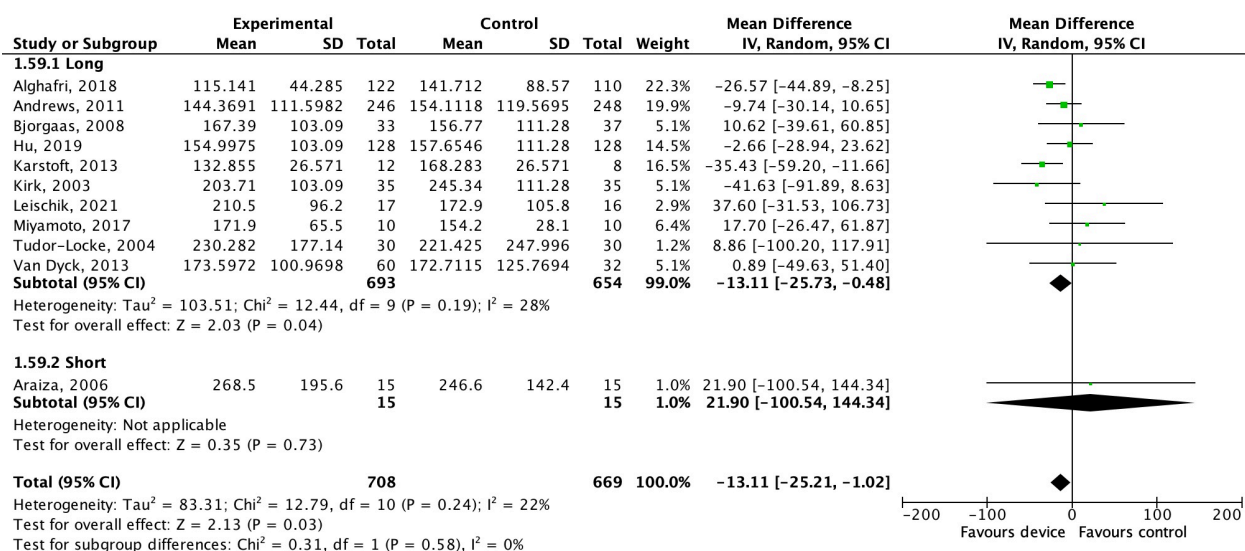 Experimental Control Mean Difference Mean Difference
Study or Subgroup Mean SD Total Mean SD Total Weight IV, Random, 95% CI IV, Random, 95% CI
1.59.1 Long
Alghafri, 2018 115.141 44.285 122 141.712 88.57 110 22.3% -26.57 [-44.89, -8.25]
Andrews, 2011 144.3691 111.5982 246 154.1118 119.5695 248 19.9% -9.74 [-30.14, 10.65]
Bjorgaas, 2008 167.39 103.09 33 156.77 111.28 37 5.1% 10.62 [-39.61, 60.85]
Hu, 2019 154.9975 103.09 128 157.6546 111.28 128 14.5% -2.66 [-28.94, 23.62]
Karstoft, 2013 132.855 26.571 12 168.283 26.571 8 16.5% -35.43 [-59.20, -11.66]
Kirk, 2003 203.71 103.09 35 245.34 111.28 35 5.1% -41.63 [-91.89, 8.63]
Leischik, 2021 210.5 96.2 17 172.9 105.8 16 2.9% 37.60 [-31.53, 106.73]
Miyamoto, 2017 171.9 65.5 10 154.2 28.1 10 6.4% 17.70 [-26.47, 61.87]
Tudor-Locke, 2004 230.282 177.14 30 221.425 247.996 30 1.2% 8.86 [-100.20, 117.91]
Van Dyck, 2013 173.5972 100.9698 60 172.7115 125.7694 32 5.1% 0.89 [-49.63, 51.40]
Subtotal (95% CI) 693 654 99.0% -13.11 [-25.73, -0.48]
Heterogeneity: Tau² = 103.51; Chi² = 12.44, df = 9 (P = 0.19); I² = 28%
Test for overall effect: Z = 2.03 (P = 0.04)
1.59.2 Short
Araiza, 2006 268.5 195.6 15 246.6 142.4 15 1.0% 21.90 [-100.54, 144.34]
Subtotal (95% CI) 15 15 1.0% 21.90 [-100.54, 144.34]
Heterogeneity: Not applicable
Test for overall effect: Z = 0.35 (P = 0.73)
Total (95% CI) 708 669 100.0% -13.11 [-25.21, -1.02]
Heterogeneity: Tau² = 83.31; Chi² = 12.79, df = 10 (P = 0.24); I² = 22%
Test for overall effect: Z = 2.13 (P = 0.03)
Test for subgroup differences: Chi² = 0.31, df = 1 (P = 0.58), I² = 0%
-200 -100 0 100 200
Favours device Favours control